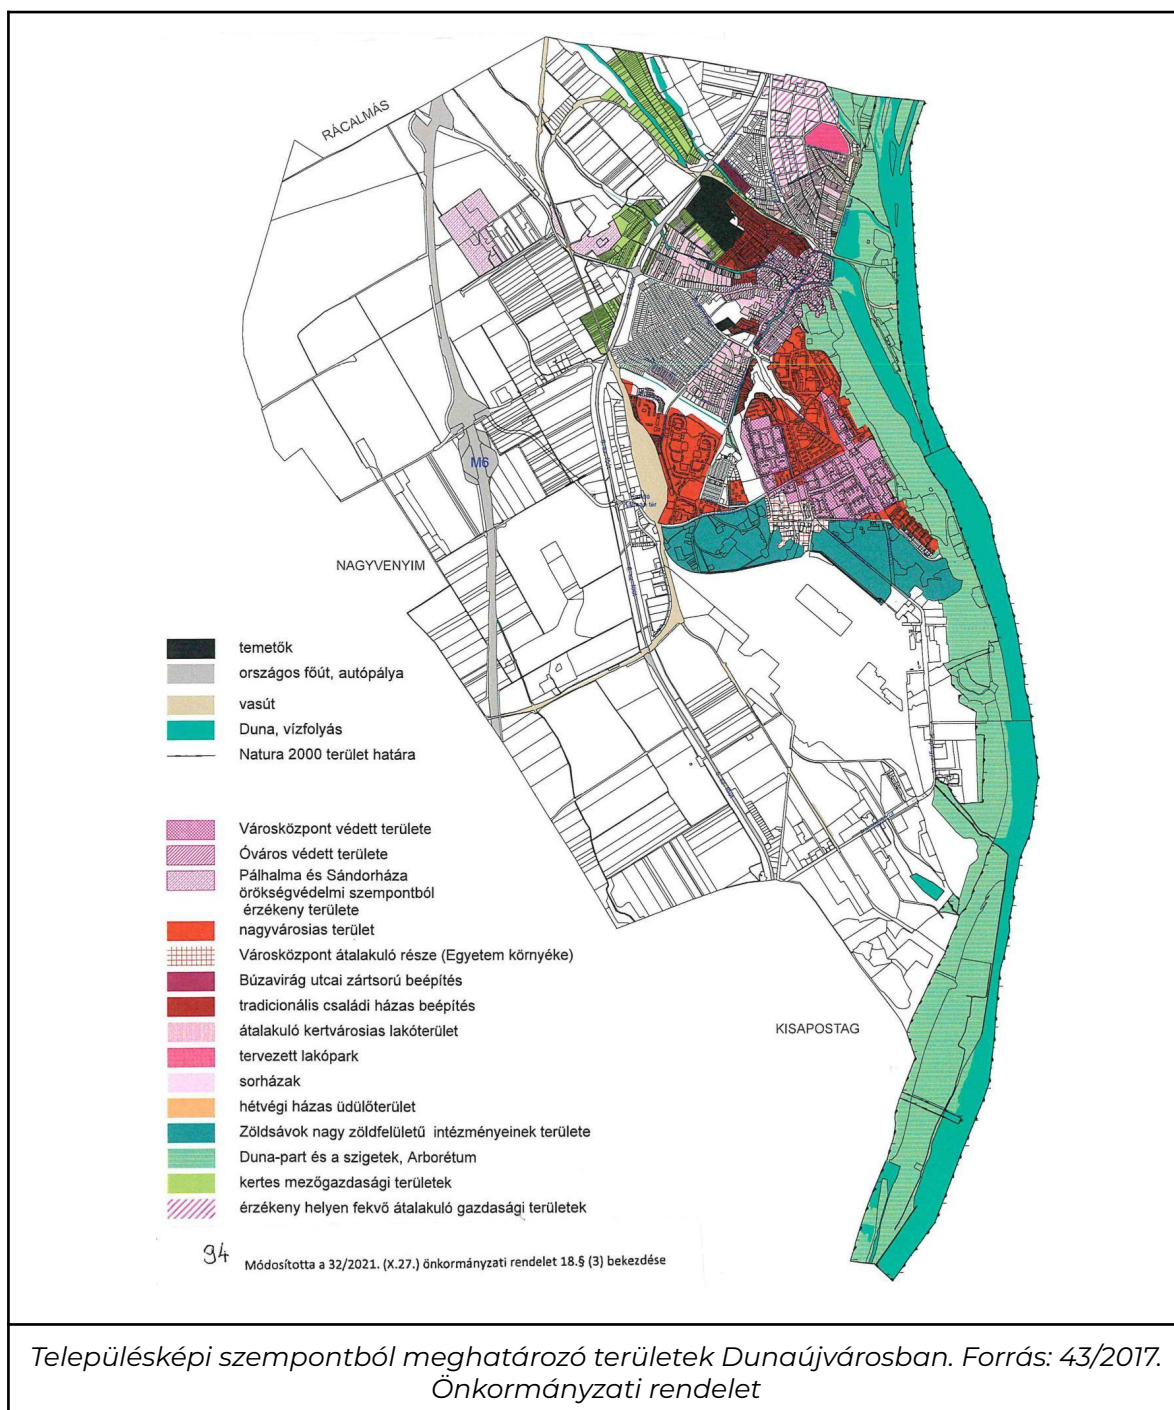 RÁCALMÁS
M6
NAGYVENYIM
KISAPOSTAG
temetők
országos főút, autópálya
vasút
Duna, vízfolyás
Natura 2000 terület határa
Városközpont védett területe
Óváros védett területe
Pálhalma és Sándorháza
örökségvédelmi szempontból
érzékeny területe
nagyvárosias terület
Városközpont átalakuló része (Egyetem környéke)
Búzavirág utcai zártsorú beépítés
tradicionális családi házas beépítés
átalakuló kertvárosias lakóterület
tervezett lakópark
sorházak
hétvégi házas üdülőterület
Zöldsávok nagy zöldfelületű intézményeinek területe
Duna-part és a szigetek, Arborétum
kertes mezőgazdasági területek
érzékeny helyen fekvő átalakuló gazdasági területek
94
Módosította a 32/2021. (X.27.) önkormányzati rendelet 18.§ (3) bekezdése
Településképi szempontból meghatározó területek Dunaújvárosban. Forrás: 43/2017.
Önkormányzati rendelet